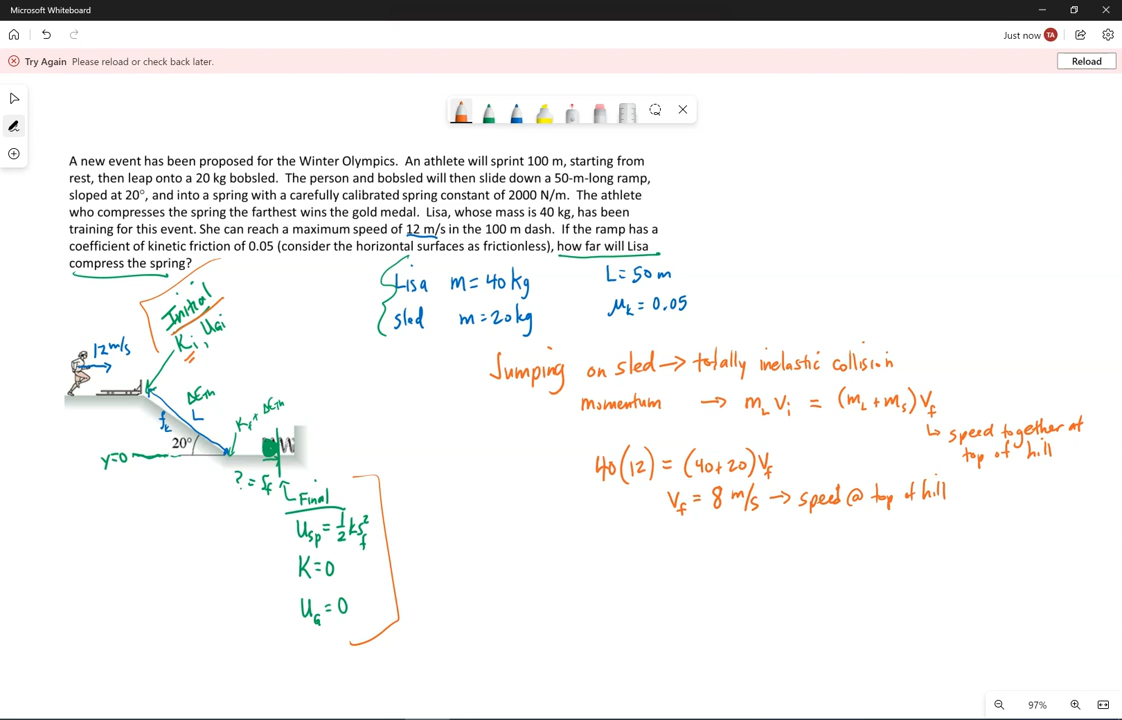 Microsoft Whiteboard
Just now TA
Try Again Please reload or check back later.
Reload
A new event has been proposed for the Winter Olympics. An athlete will sprint 100 m, starting from
rest, then leap onto a 20 kg bobsled. The person and bobsled will then slide down a 50-m-long ramp,
sloped at 20°, and into a spring with a carefully calibrated spring constant of 2000 N/m. The athlete
who compresses the spring the farthest wins the gold medal. Lisa, whose mass is 40 kg, has been
training for this event. She can reach a maximum speed of 12 m/s in the 100 m dash. If the ramp has a
coefficient of kinetic friction of 0.05 (consider the horizontal surfaces as frictionless), how far will Lisa
compress the spring?
Lisa m = 40 kg L = 50 m
sled m = 20 kg μk = 0.05
Initial
Ki, UGi
12 m/s
ΔEth
L
fk
K1 + ΔEth
20°
y=0
? = sf
Final
Usp = 1/2 k sf²
K = 0
UG = 0
Jumping on sled → totally inelastic collision
momentum → mL vi = (mL + ms) vf
↳ speed together at
top of hill
40(12) = (40+20) vf
vf = 8 m/s → speed @ top of hill
97%